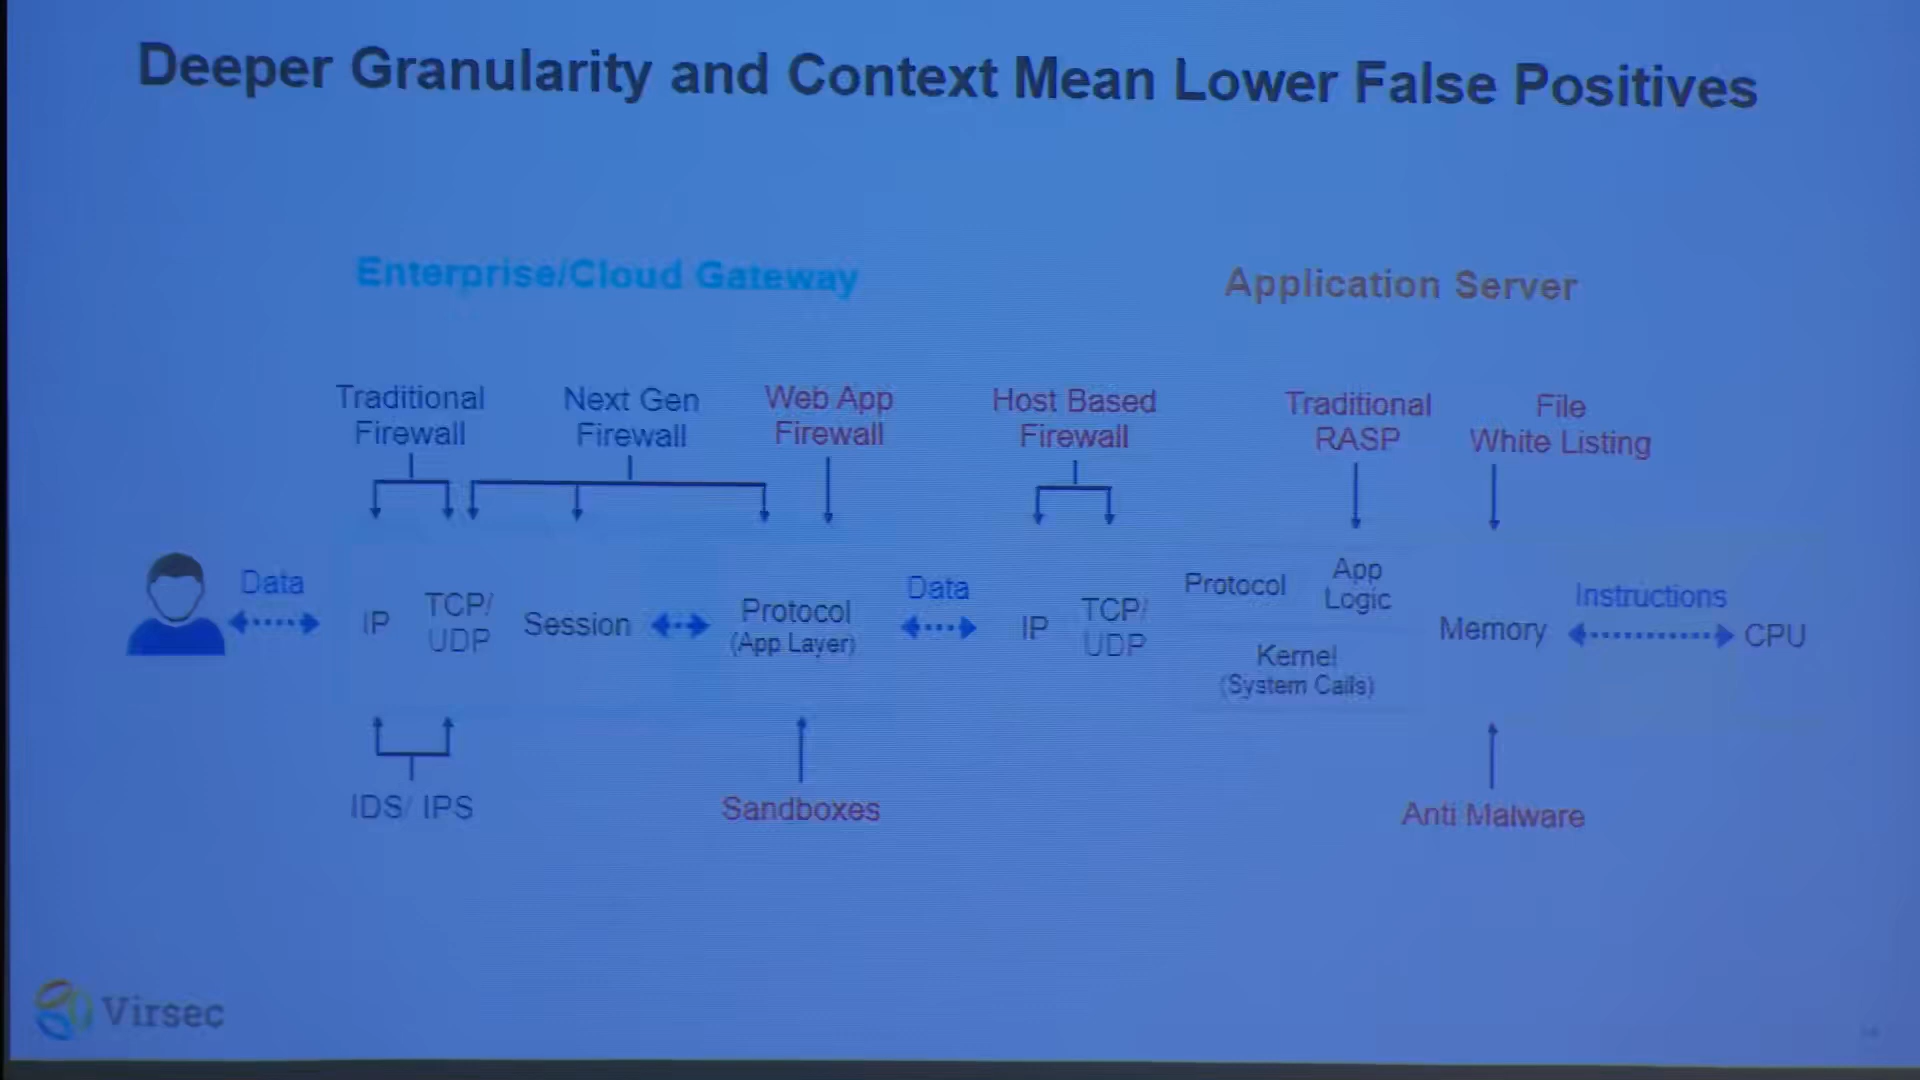 Deeper Granularity and Context Mean Lower False Positives
Enterprise/Cloud Gateway
Application Server
Traditional
Firewall
Next Gen
Firewall
Web App
Firewall
Host Based
Firewall
Traditional
RASP
File
White Listing
Data
IP
TCP/
UDP
Session
Protocol
(App Layer)
Data
IP
TCP/
UDP
Protocol
App
Logic
Kernel
(System Calls)
Memory
Instructions
CPU
IDS/ IPS
Sandboxes
Anti Malware
Virsec